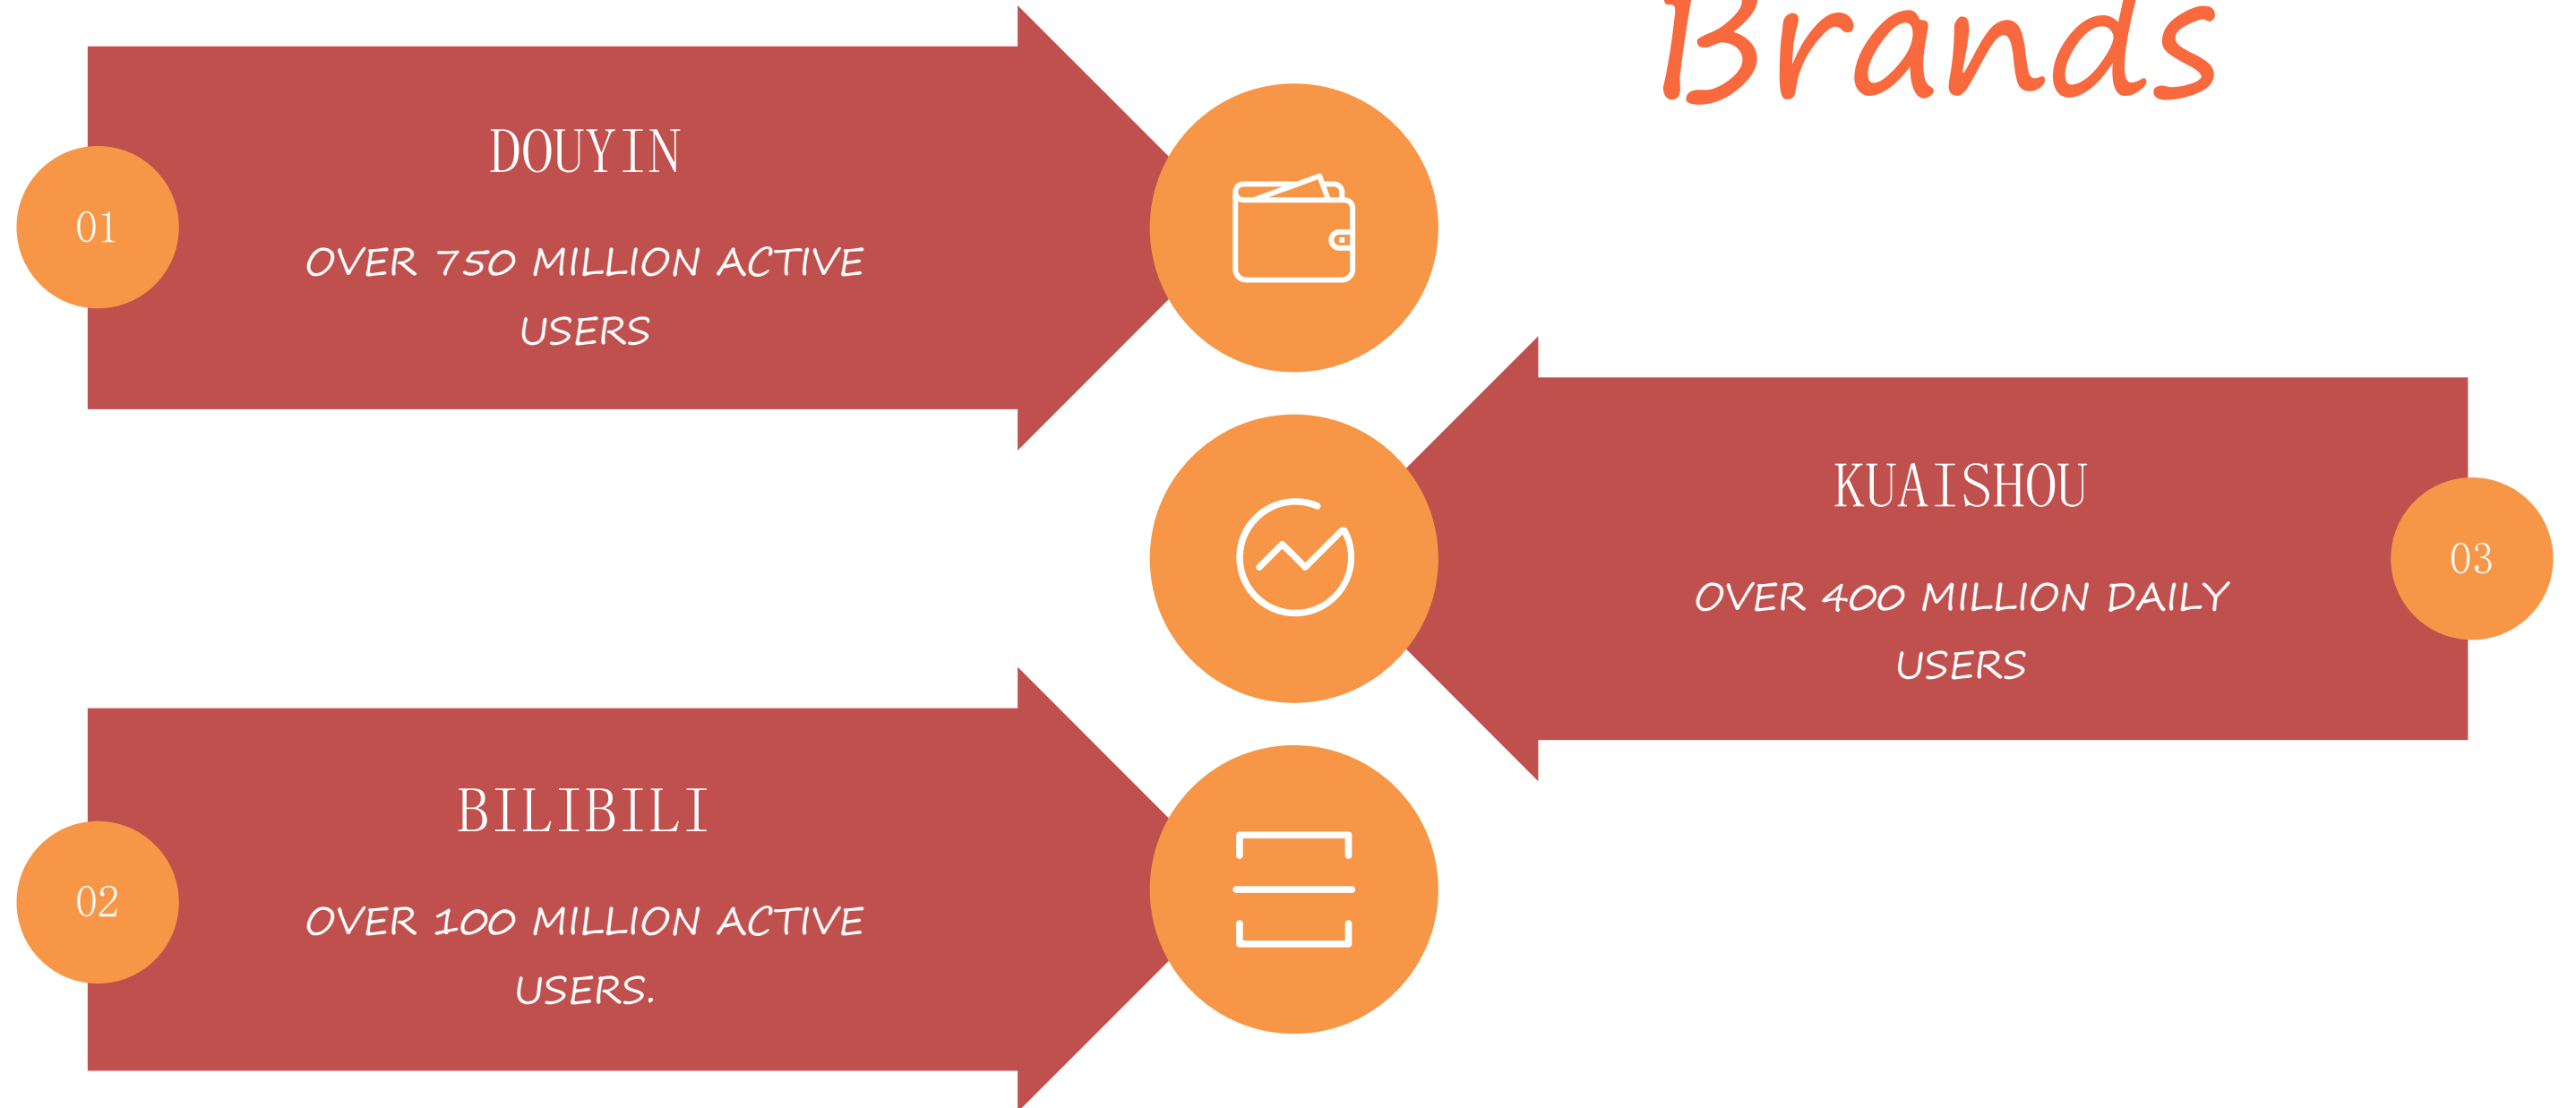 Brands
01
DOUYIN
OVER 750 MILLION ACTIVE
USERS
KUAISHOU
OVER 400 MILLION DAILY
USERS
03
BILIBILI
OVER 100 MILLION ACTIVE
USERS.
02